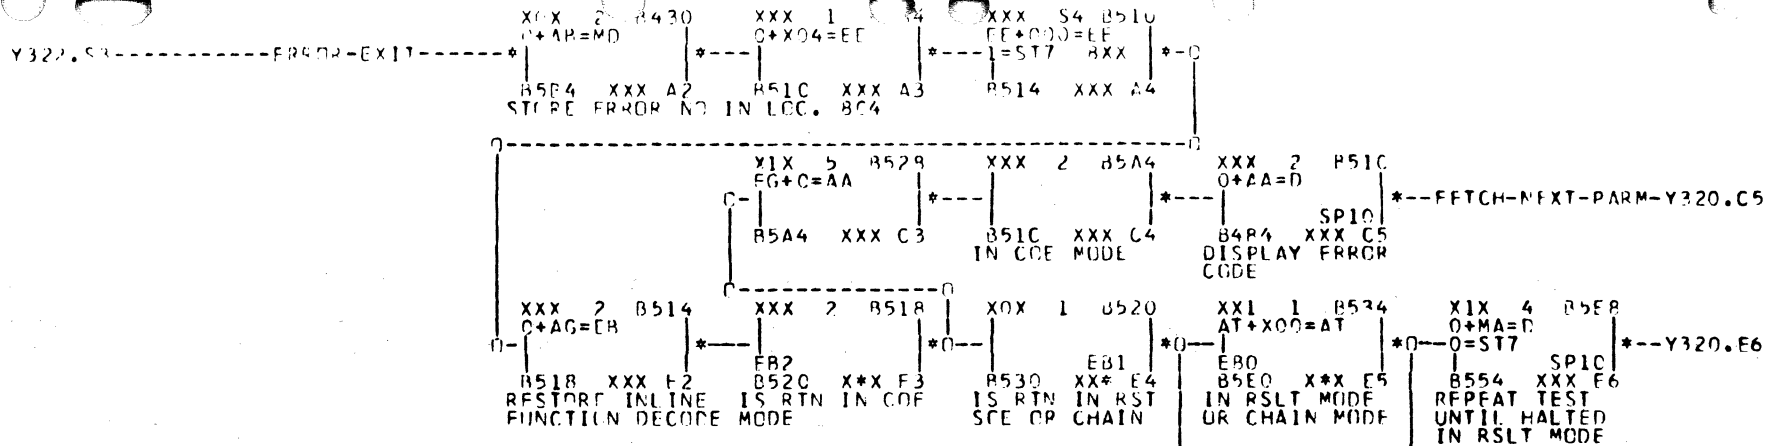 XXX 2 B430 XXX 1 XXX S4 B510
0+AB=MD 0+X04=EE EE+000=EE
Y322.S3------------ERROR-EXIT------* *--- *----1=ST7 BXX *-0
B5E4 XXX A2 B51C XXX A3 B514 XXX A4
STORE ERROR NO IN LOC. BC4
X1X 5 B528 XXX 2 B5A4 XXX 2 B51C
EG+C=AA 0+AA=D
0- *--- *--- *--FETCH-NEXT-PARM-Y320.C5
SP10
B5A4 XXX C3 B51C XXX C4 B4B4 XXX C5
IN COE MODE DISPLAY ERROR
CODE
XXX 2 B514 XXX 2 B518 X0X 1 B520 XX1 1 B534 X1X 4 B5E8
0+AG=EB AT+X00=AT 0+MA=D
0- *---- *0-- *0-- *0--0=ST7 *--Y320.E6
EB2 EB1 EB0 SP10
B518 XXX E2 B520 X*X E3 B530 XX* E4 B5E0 X*X E5 B554 XXX E6
RESTORE INLINE IS RTN IN COE IS RTN IN RST IN RSLT MODE REPEAT TEST
FUNCTION DECODE MODE SCE OR CHAIN OR CHAIN MODE UNTIL HALTED
IN RSLT MODE